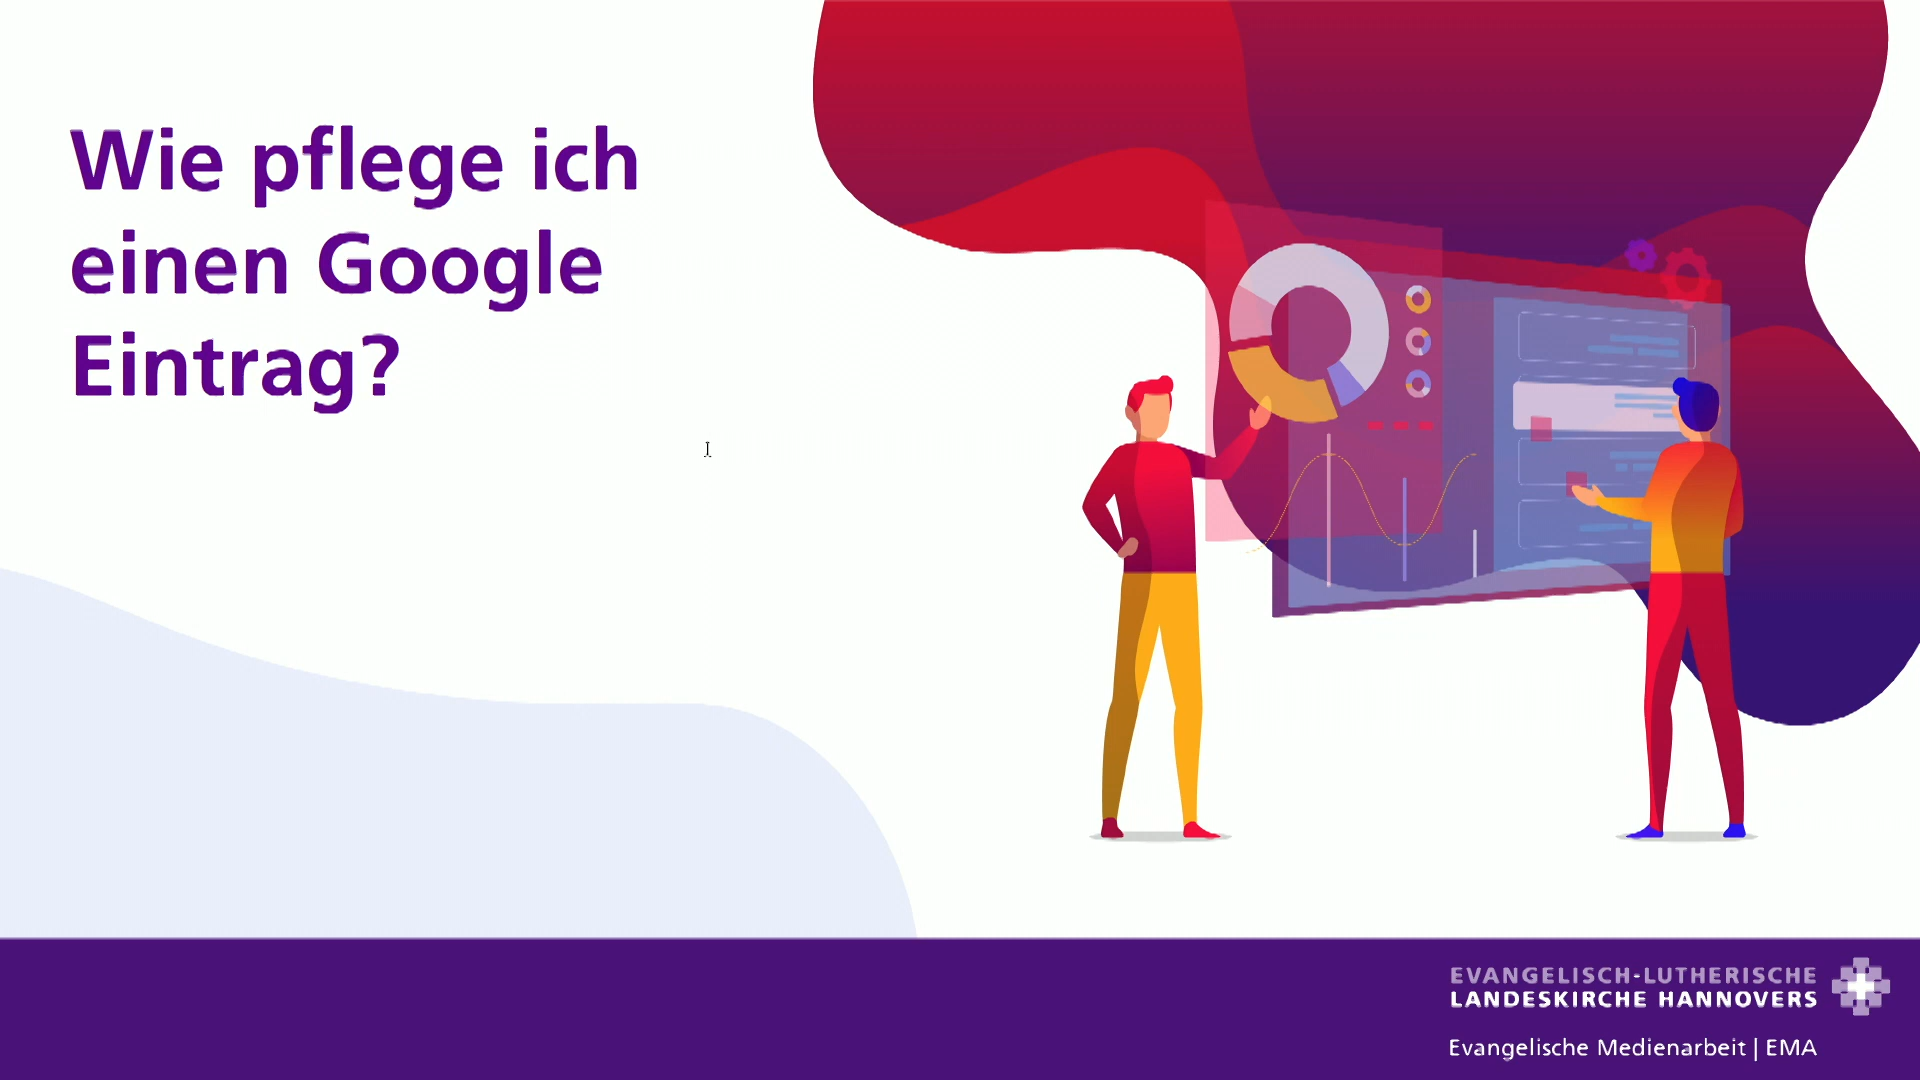 Wie pflege ich
einen Google
Eintrag?
EVANGELISCH-LUTHERISCHE
LANDESKIRCHE HANNOVERS
Evangelische Medienarbeit | EMA